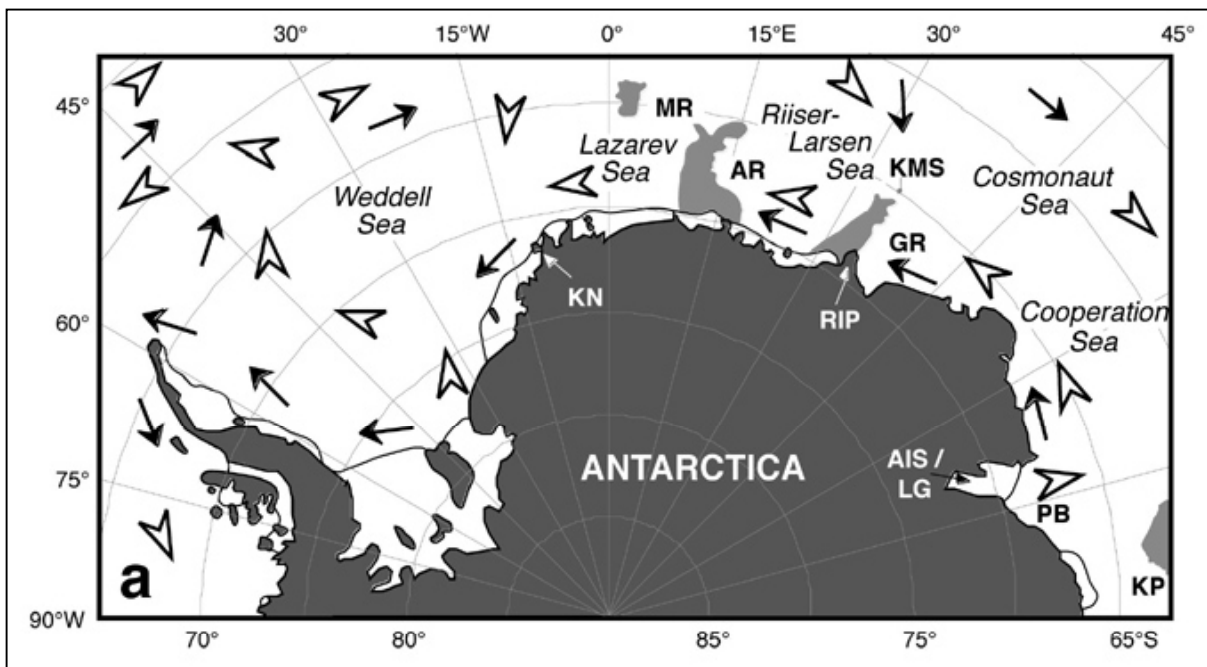 30° 15°W 0° 15°E 30° 45°
45°
MR
Riiser-
Larsen
Sea
Lazarev
Sea
AR
KMS
Weddell
Sea
Cosmonaut
Sea
GR
KN
RIP
Cooperation
Sea
60°
ANTARCTICA
AIS /
LG
75°
PB
a
KP
90°W
70° 80° 85° 75° 65°S